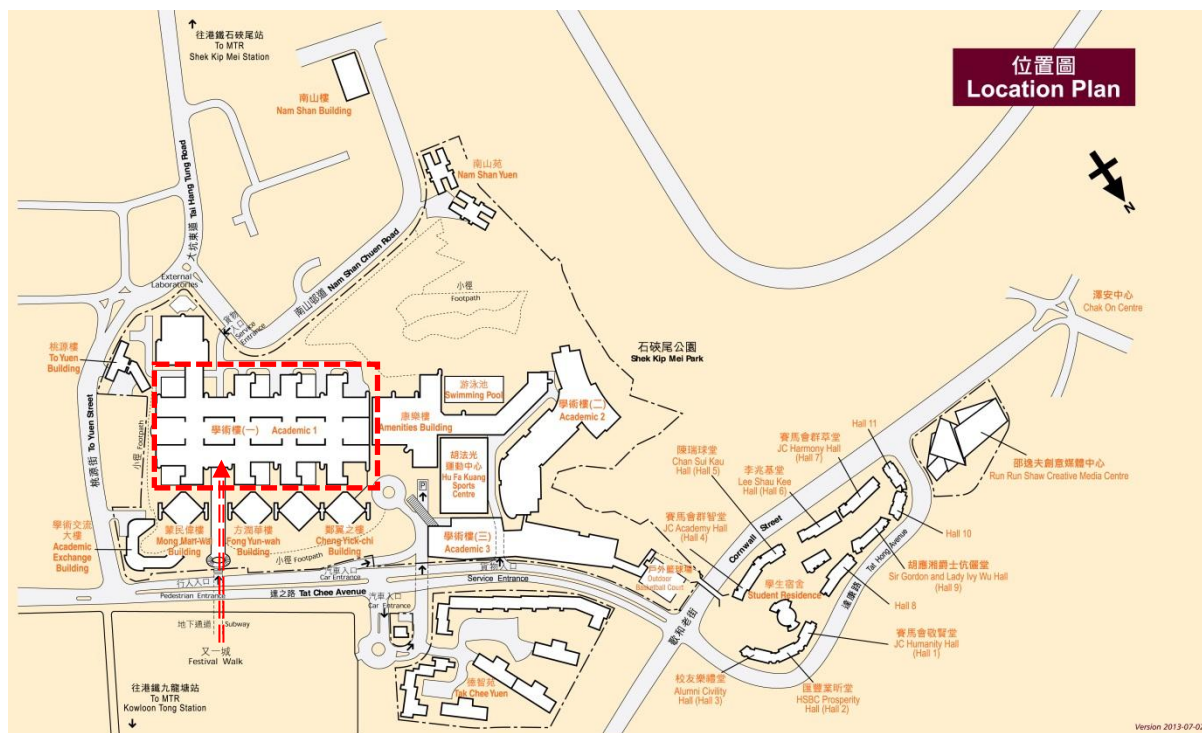 位置圖
Location Plan
往港鐵石硤尾站
To MTR
Shek Kip Mei Station
南山樓
Nam Shan Building
大坑東道 Tai Hang Tung Road
南山苑
Nam Shan Yuen
南山邨道 Nam Shan Chuen Road
N
External
Laboratories
貨物
入口
Service
Entrance
小徑
Footpath
澤安中心
Chak On Centre
石硤尾公園
Shek Kip Mei Park
桃源樓
To Yuen
Building
桃源街 To Yuen Street
小徑 Footpath
學術樓(一) Academic 1
康樂樓
Amenities Building
游泳池
Swimming Pool
學術樓(二)
Academic 2
胡法光
運動中心
Hu Fa Kuang
Sports
Centre
P
陳瑞球堂
Chan Sui Kau
Hall (Hall 5)
李兆基堂
Lee Shau Kee
Hall (Hall 6)
賽馬會群萃堂
JC Harmony Hall
(Hall 7)
Hall 11
邵逸夫創意媒體中心
Run Run Shaw Creative Media Centre
Hall 10
學術交流
大樓
Academic
Exchange
Building
蒙民偉樓
Mong Man-Wai
Building
方潤華樓
Fong Yun-wah
Building
鄭翼之樓
Cheng Yick-chi
Building
小徑 Footpath
學術樓(三)
Academic 3
賽馬會群智堂
JC Academy Hall
(Hall 4)
Cornwall Street
歌和老街
戶外籃球場
Outdoor
Basketball Court
學生宿舍
Student Residence
Tat Hong Avenue
達康路
胡應湘爵士伉儷堂
Sir Gordon and Lady Ivy Wu Hall
(Hall 9)
Hall 8
賽馬會敬賢堂
JC Humanity Hall
(Hall 1)
匯豐業昕堂
HSBC Prosperity
Hall (Hall 2)
校友樂禮堂
Alumni Civility
Hall (Hall 3)
行人入口
Pedestrian Entrance
汽車入口
Car Entrance
貨物入口
Service Entrance
達之路 Tat Chee Avenue
汽車入口
Car Entrance
地下通道 Subway
又一城
Festival Walk
德智苑
Tak Chee Yuen
往港鐵九龍塘站
To MTR
Kowloon Tong Station
Version 2013-07-02